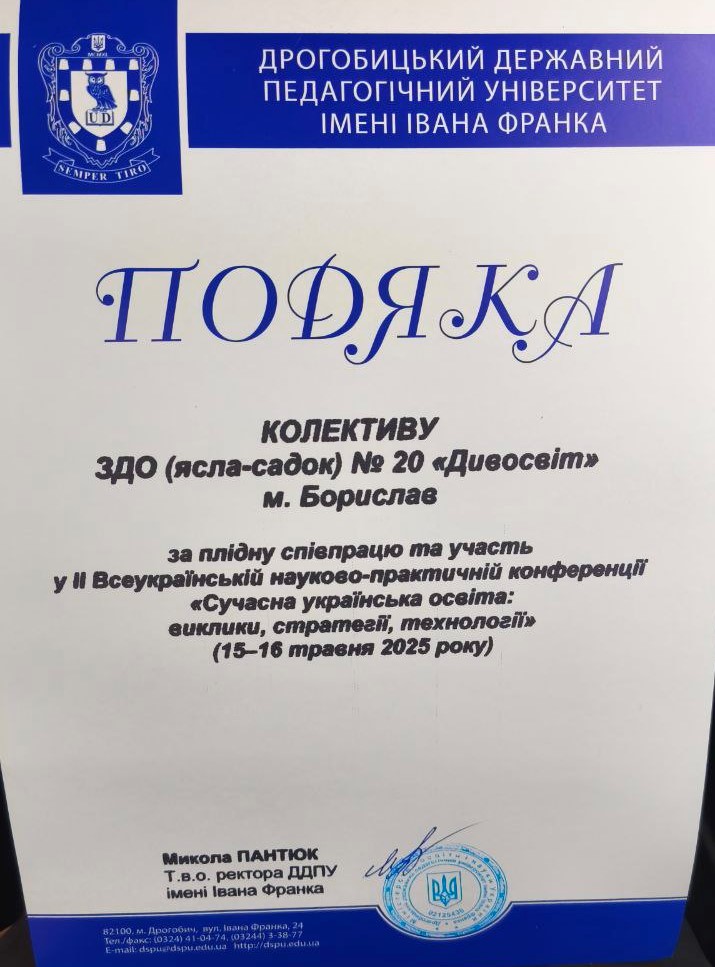 ДРОГОБИЦЬКИЙ ДЕРЖАВНИЙ
ПЕДАГОГІЧНИЙ УНІВЕРСИТЕТ
ІМЕНІ ІВАНА ФРАНКА
MCMXL
U D
SEMPER TIRO
ПОДЯКА
КОЛЕКТИВУ
ЗДО (ясла-садок) № 20 «Дивосвіт»
м. Борислав
за плідну співпрацю та участь
у ІІ Всеукраїнській науково-практичній конференції
«Сучасна українська освіта:
виклики, стратегії, технології»
(15–16 травня 2025 року)
Микола ПАНТЮК
Т.в.о. ректора ДДПУ
імені Івана Франка
02125438
82100, м. Дрогобич, вул. Івана Франка, 24
Тел./факс: (0324) 41-04-74, (03244) 3-38-77
E-mail: dspu@dspu.edu.ua http://dspu.edu.ua